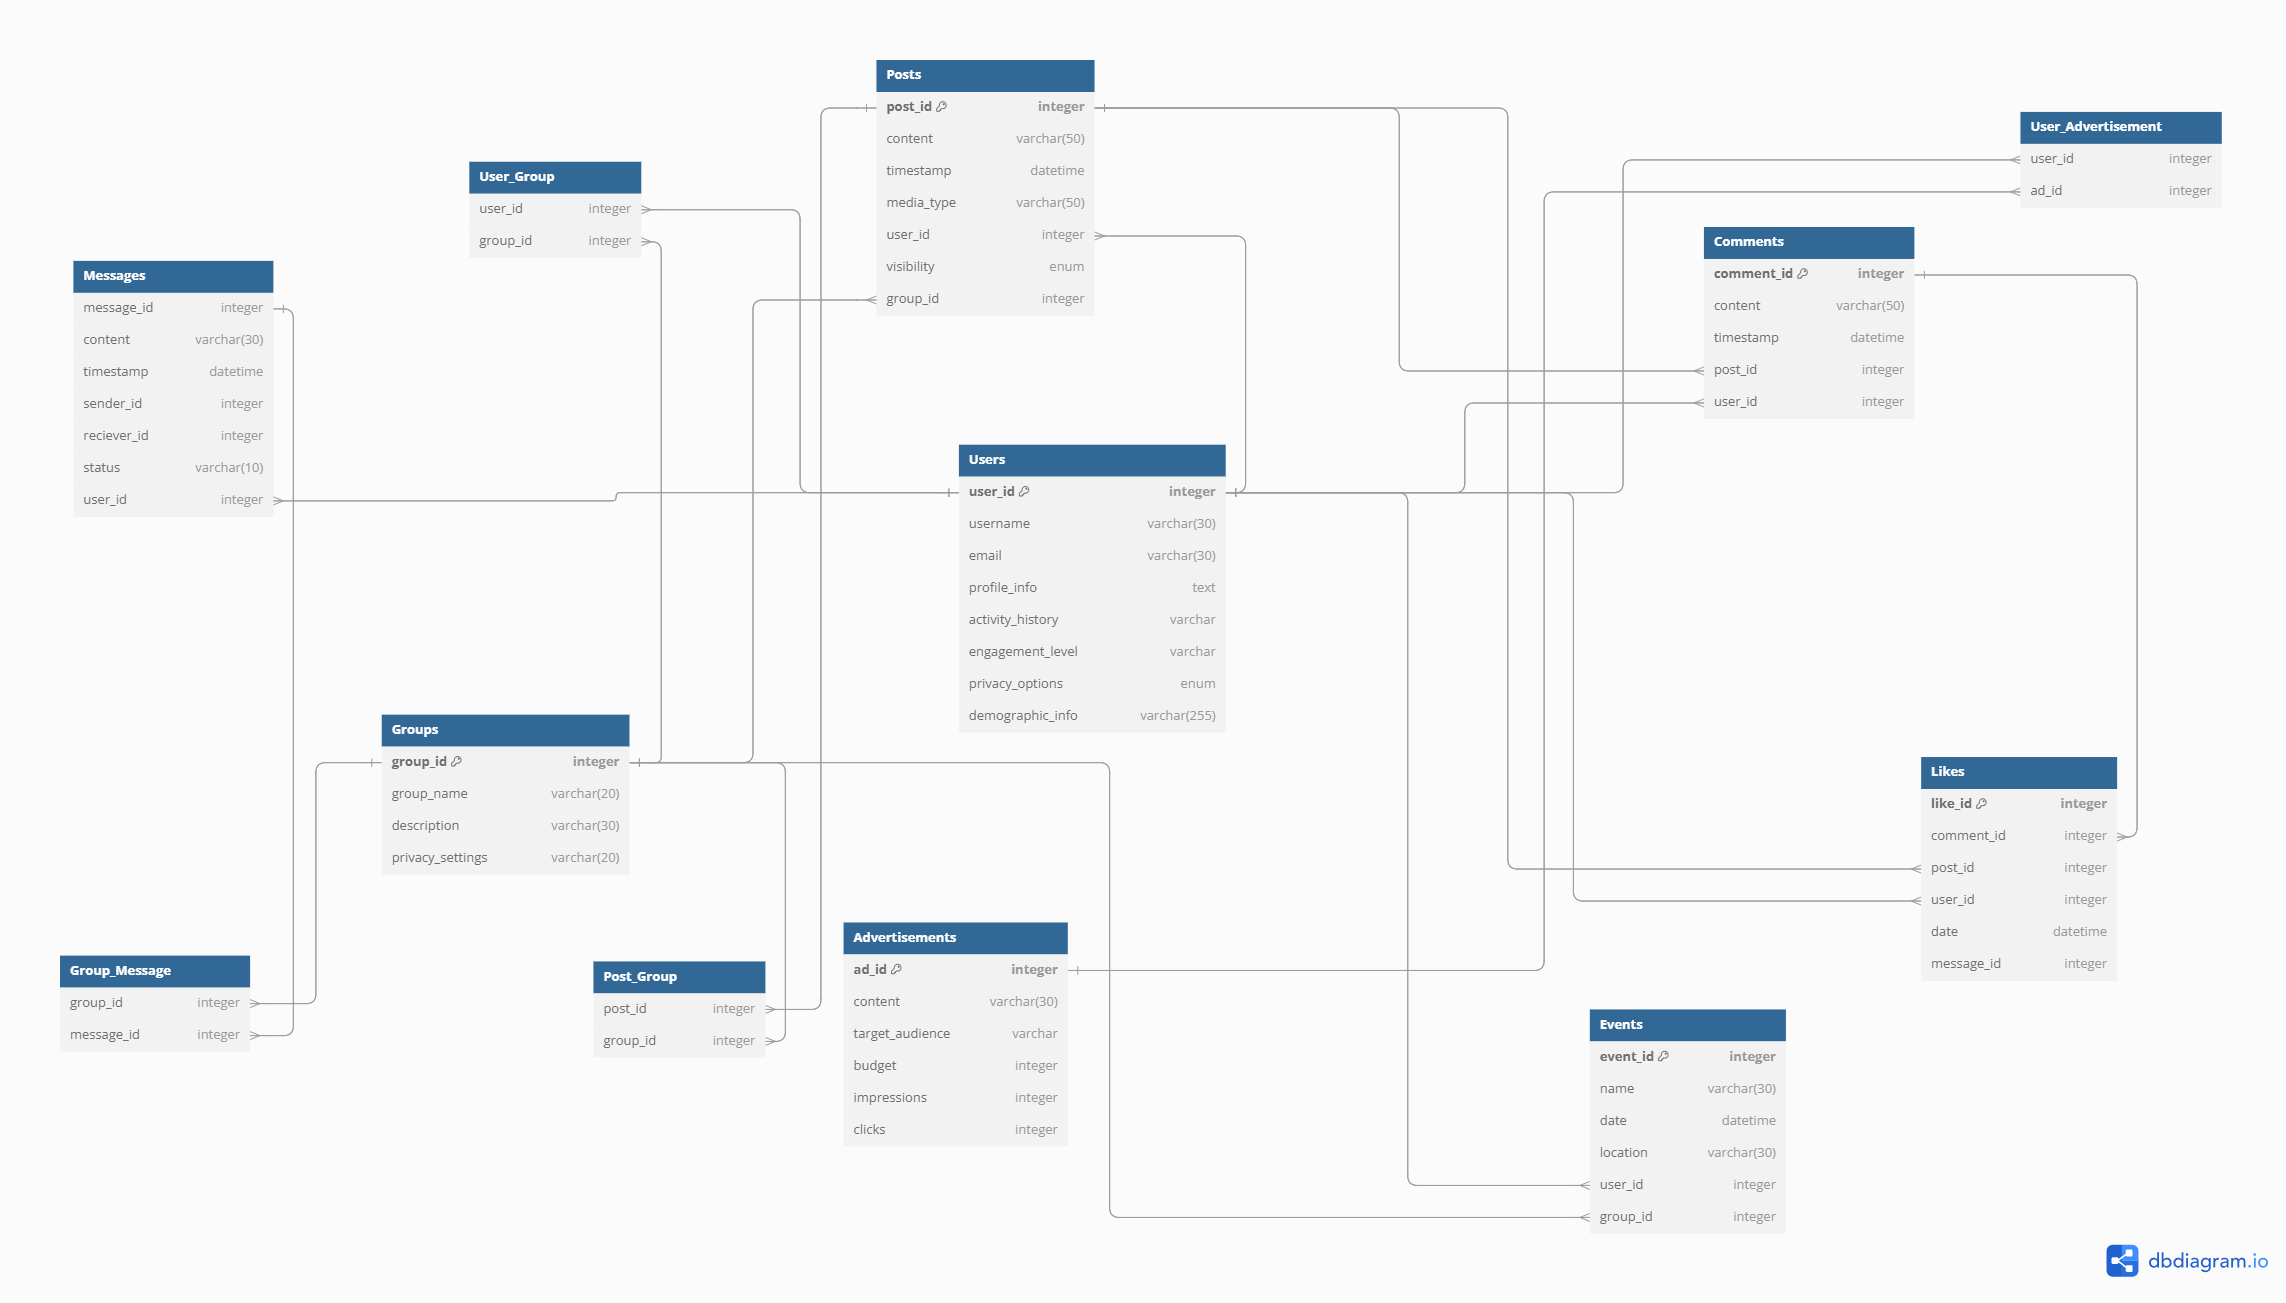 Posts
post_id integer
content varchar(50)
timestamp datetime
media_type varchar(50)
user_id integer
visibility enum
group_id integer
User_Advertisement
user_id integer
ad_id integer
User_Group
user_id integer
group_id integer
Comments
comment_id integer
content varchar(50)
timestamp datetime
post_id integer
user_id integer
Messages
message_id integer
content varchar(30)
timestamp datetime
sender_id integer
reciever_id integer
status varchar(10)
user_id integer
Users
user_id integer
username varchar(30)
email varchar(30)
profile_info text
activity_history varchar
engagement_level varchar
privacy_options enum
demographic_info varchar(255)
Groups
group_id integer
group_name varchar(20)
description varchar(30)
privacy_settings varchar(20)
Likes
like_id integer
comment_id integer
post_id integer
user_id integer
date datetime
message_id integer
Group_Message
group_id integer
message_id integer
Post_Group
post_id integer
group_id integer
Advertisements
ad_id integer
content varchar(30)
target_audience varchar
budget integer
impressions integer
clicks integer
Events
event_id integer
name varchar(30)
date datetime
location varchar(30)
user_id integer
group_id integer
dbdiagram.io